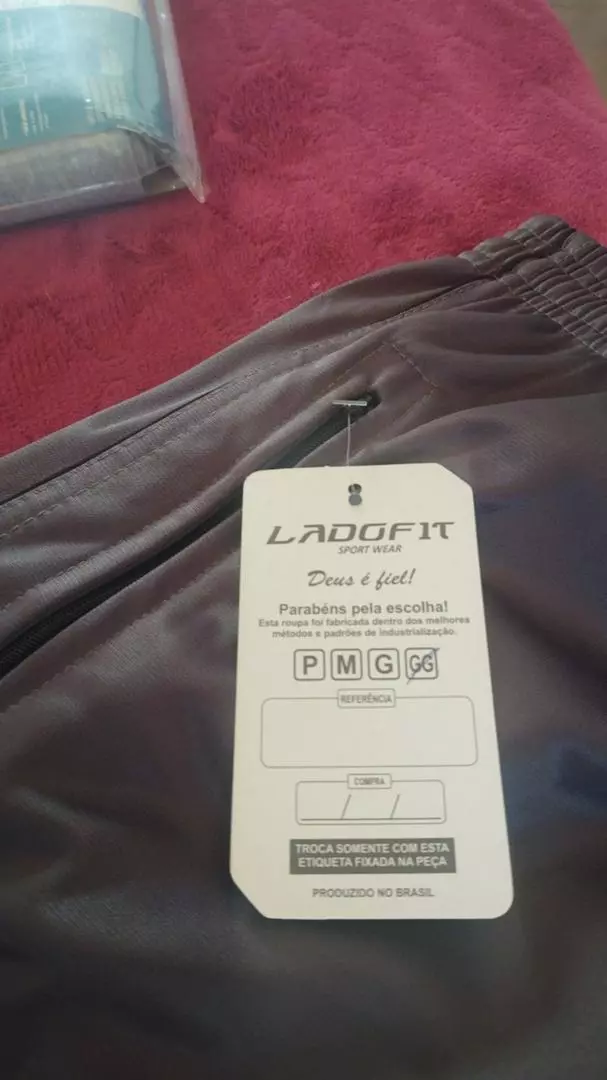 LADOFIT
SPORT WEAR
Deus é fiel!
Parabéns pela escolha!
Esta roupa foi fabricada dentro dos melhores
métodos e padrões de industrialização.
P M G GG
REFERÊNCIA
COMPRA
/ /
TROCA SOMENTE COM ESTA
ETIQUETA FIXADA NA PEÇA
PRODUZIDO NO BRASIL